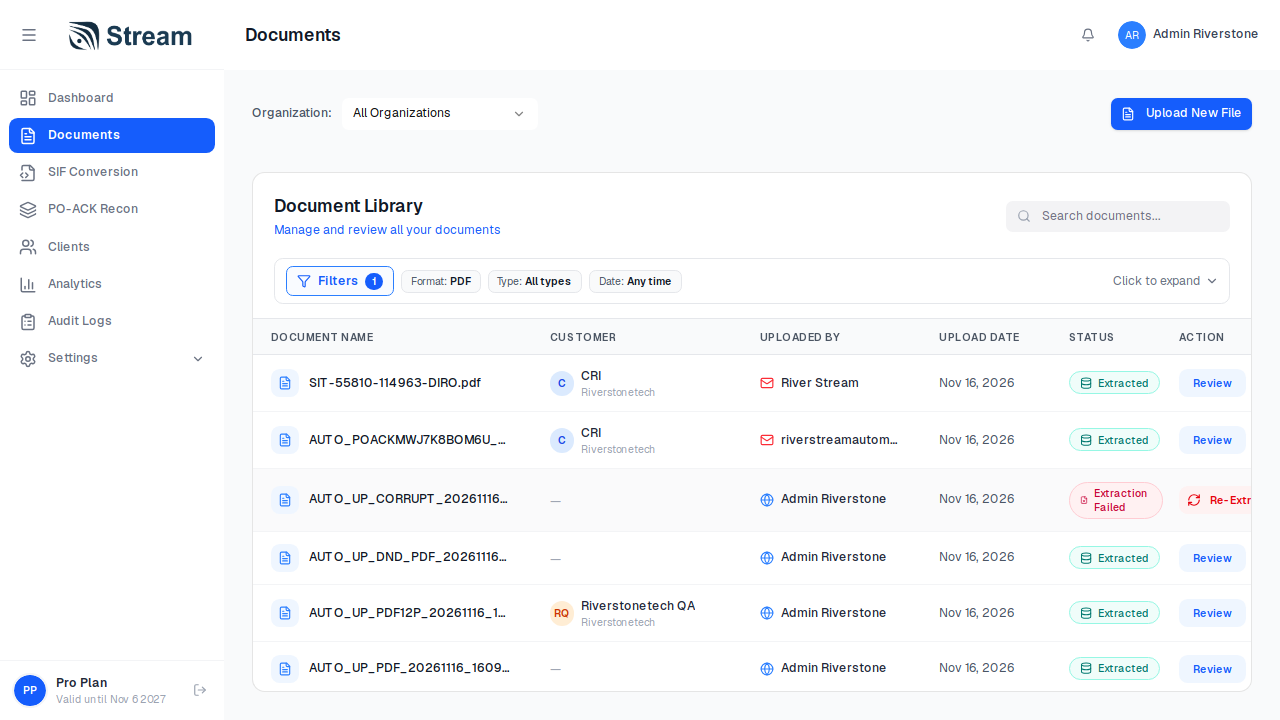 Stream
Documents
AR
Admin Riverstone
Dashboard
Documents
SIF Conversion
PO-ACK Recon
Clients
Analytics
Audit Logs
Settings
PP
Pro Plan
Valid until Nov 6 2027
Organization:
All Organizations
Upload New File
Document Library
Manage and review all your documents
Search documents...
Filters 1
Format: PDF
Type: All types
Date: Any time
Click to expand
DOCUMENT NAME CUSTOMER UPLOADED BY UPLOAD DATE STATUS ACTION
SIT-55810-114963-DIRO.pdf C CRI River Stream Nov 16, 2026 Extracted Review
Riverstonetech
AUTO_POACKMWJ7K8BOM6U_... C CRI riverstreamautom... Nov 16, 2026 Extracted Review
Riverstonetech
AUTO_UP_CORRUPT_20261116... — Admin Riverstone Nov 16, 2026 Extraction Failed Re-Extr
AUTO_UP_DND_PDF_20261116... — Admin Riverstone Nov 16, 2026 Extracted Review
AUTO_UP_PDF12P_20261116_1... RQ Riverstonetech QA Admin Riverstone Nov 16, 2026 Extracted Review
Riverstonetech
AUTO_UP_PDF_20261116_1609... — Admin Riverstone Nov 16, 2026 Extracted Review